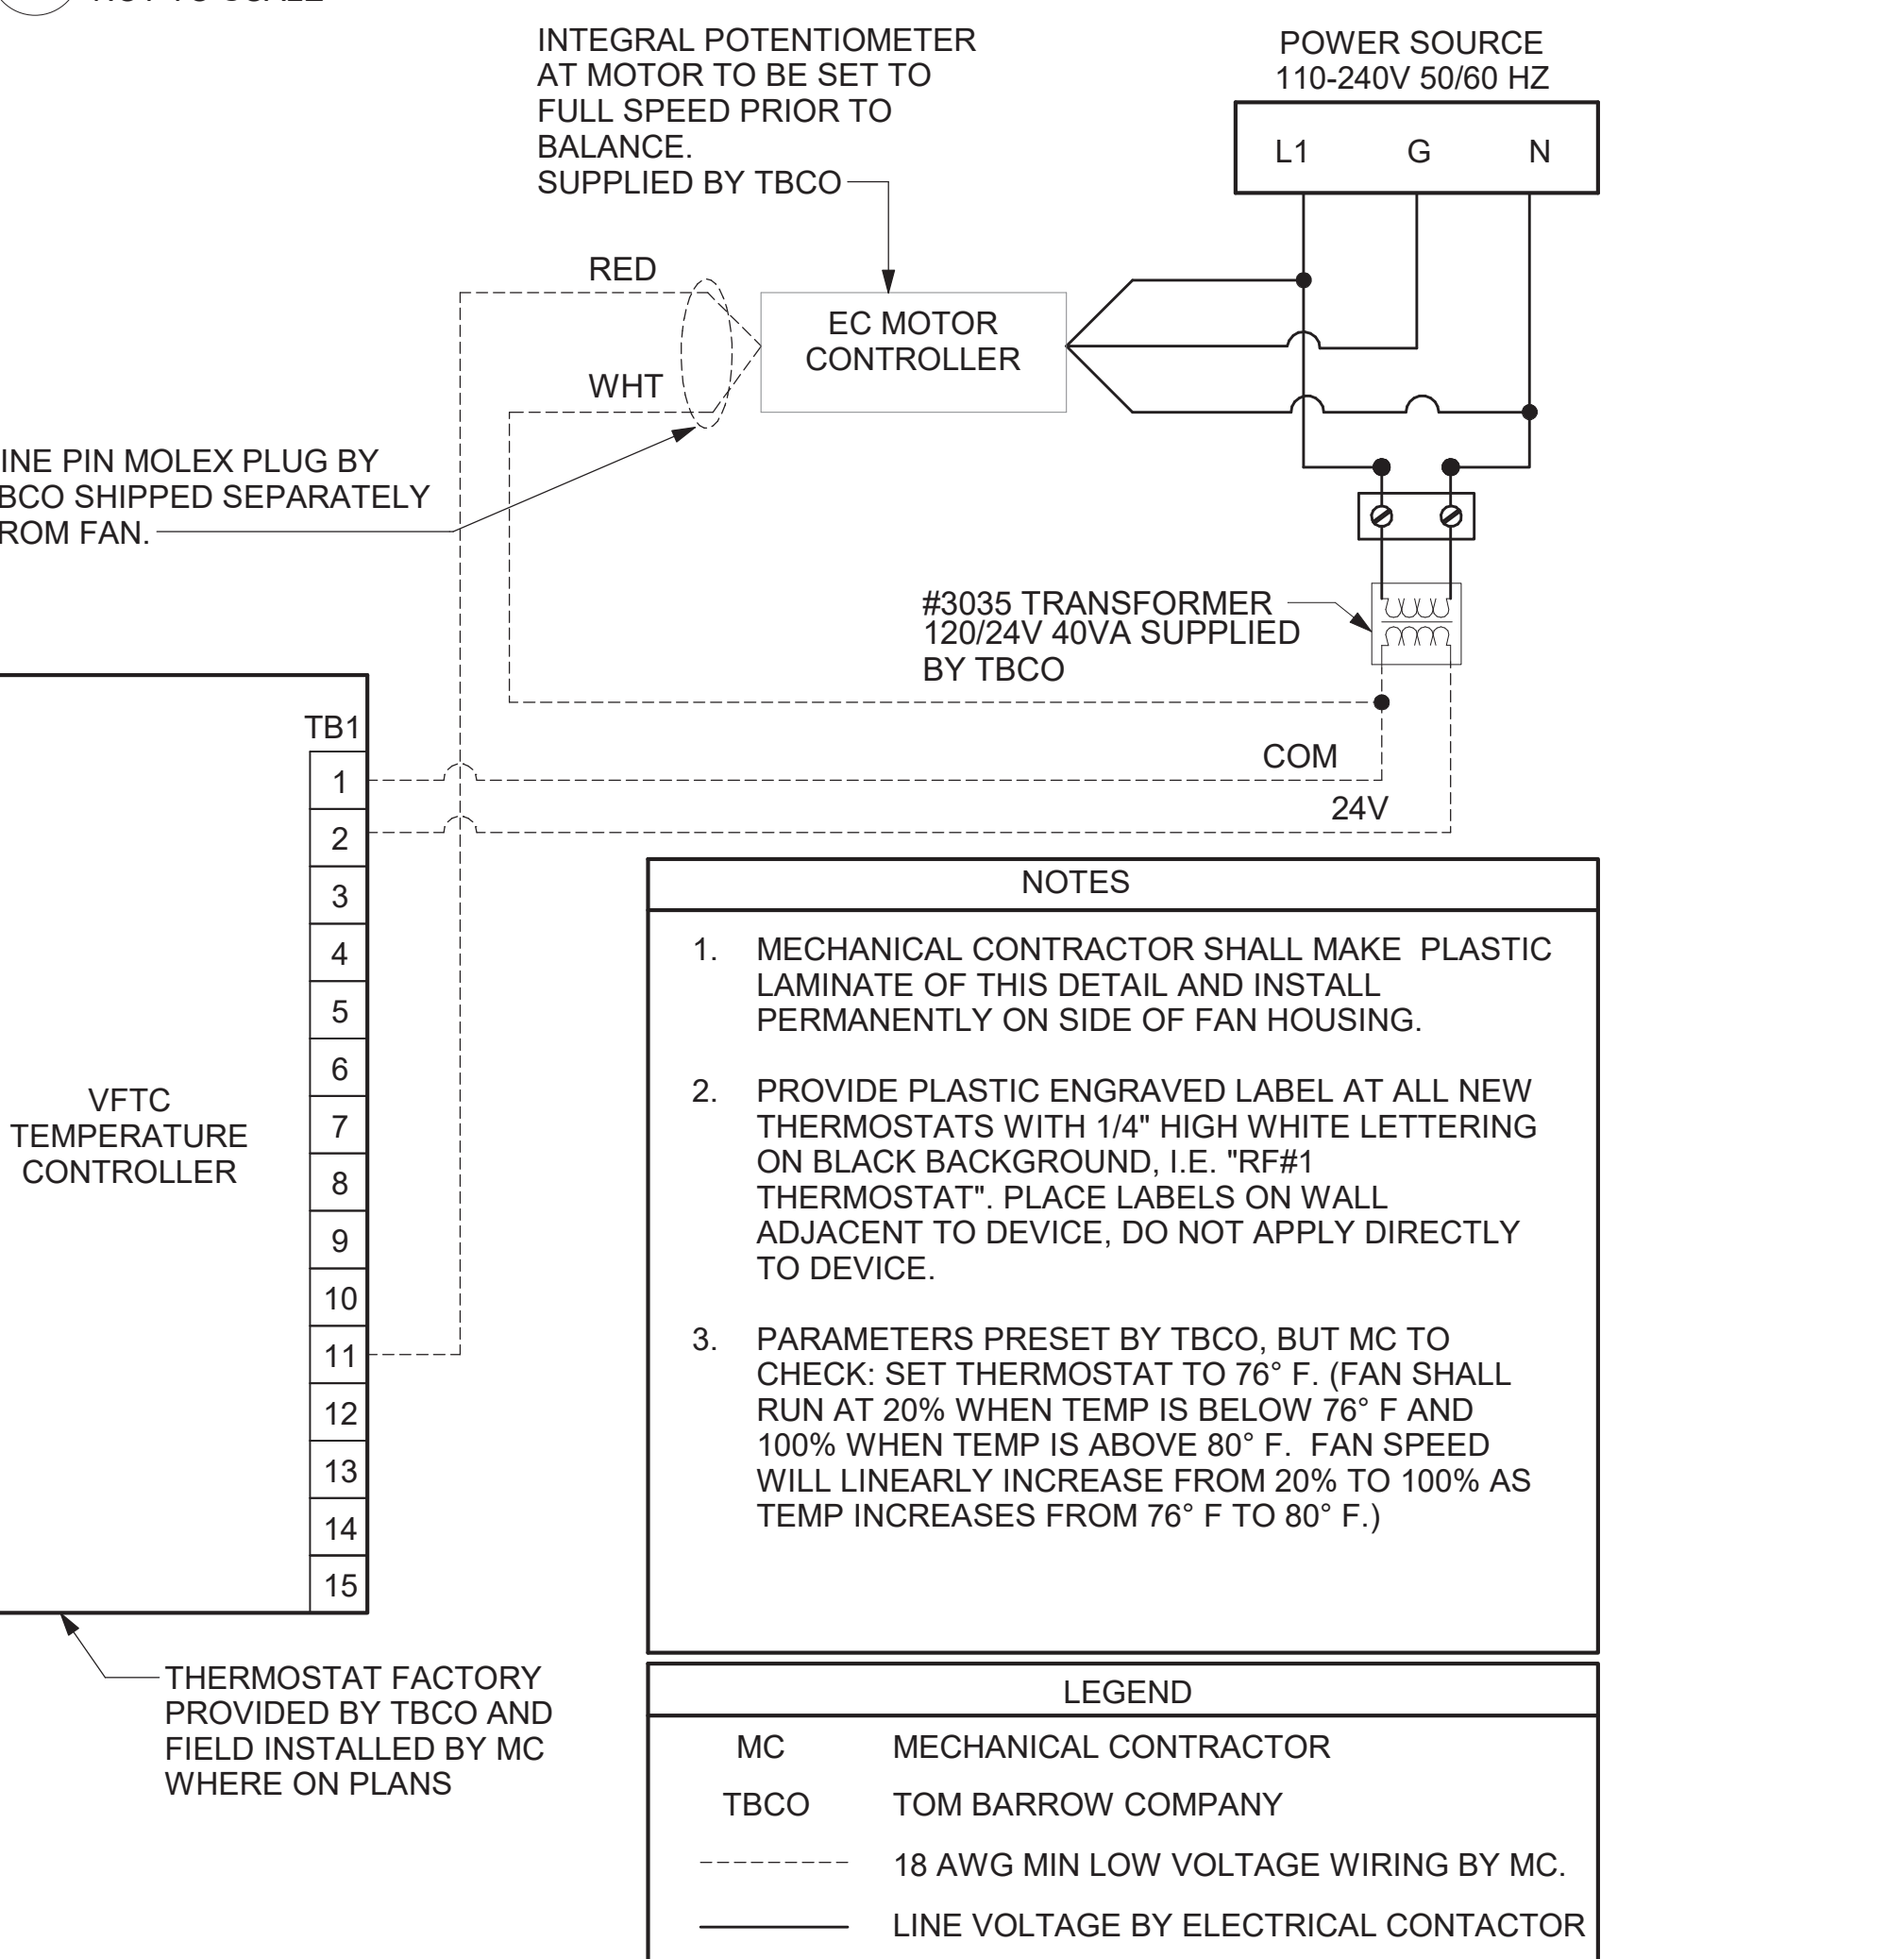 INTEGRAL POTENTIOMETER
AT MOTOR TO BE SET TO
FULL SPEED PRIOR TO
BALANCE.
SUPPLIED BY TBCO
POWER SOURCE
110-240V 50/60 HZ
L1 G N
RED
WHT
EC MOTOR
CONTROLLER
INE PIN MOLEX PLUG BY
BCO SHIPPED SEPARATELY
ROM FAN.
#3035 TRANSFORMER
120/24V 40VA SUPPLIED
BY TBCO
COM
24V
TB1
1
2
3
4
5
6
7
8
9
10
11
12
13
14
15
VFTC
TEMPERATURE
CONTROLLER
THERMOSTAT FACTORY
PROVIDED BY TBCO AND
FIELD INSTALLED BY MC
WHERE ON PLANS
NOTES
1. MECHANICAL CONTRACTOR SHALL MAKE PLASTIC
LAMINATE OF THIS DETAIL AND INSTALL
PERMANENTLY ON SIDE OF FAN HOUSING.
2. PROVIDE PLASTIC ENGRAVED LABEL AT ALL NEW
THERMOSTATS WITH 1/4" HIGH WHITE LETTERING
ON BLACK BACKGROUND, I.E. "RF#1
THERMOSTAT". PLACE LABELS ON WALL
ADJACENT TO DEVICE, DO NOT APPLY DIRECTLY
TO DEVICE.
3. PARAMETERS PRESET BY TBCO, BUT MC TO
CHECK: SET THERMOSTAT TO 76° F. (FAN SHALL
RUN AT 20% WHEN TEMP IS BELOW 76° F AND
100% WHEN TEMP IS ABOVE 80° F. FAN SPEED
WILL LINEARLY INCREASE FROM 20% TO 100% AS
TEMP INCREASES FROM 76° F TO 80° F.)
LEGEND
MC MECHANICAL CONTRACTOR
TBCO TOM BARROW COMPANY
18 AWG MIN LOW VOLTAGE WIRING BY MC.
LINE VOLTAGE BY ELECTRICAL CONTACTOR